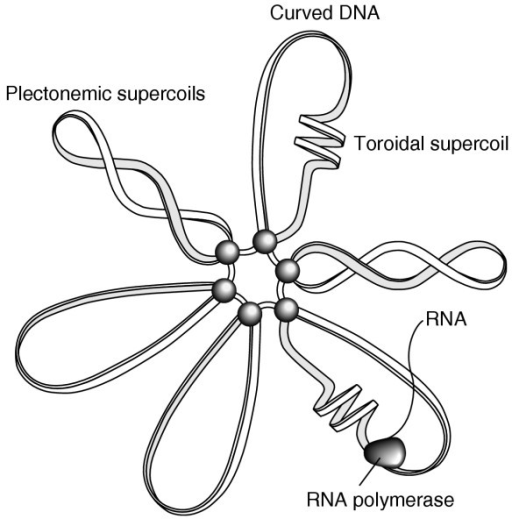 Curved DNA
Plectonemic supercoils
Toroidal supercoil
RNA
RNA polymerase